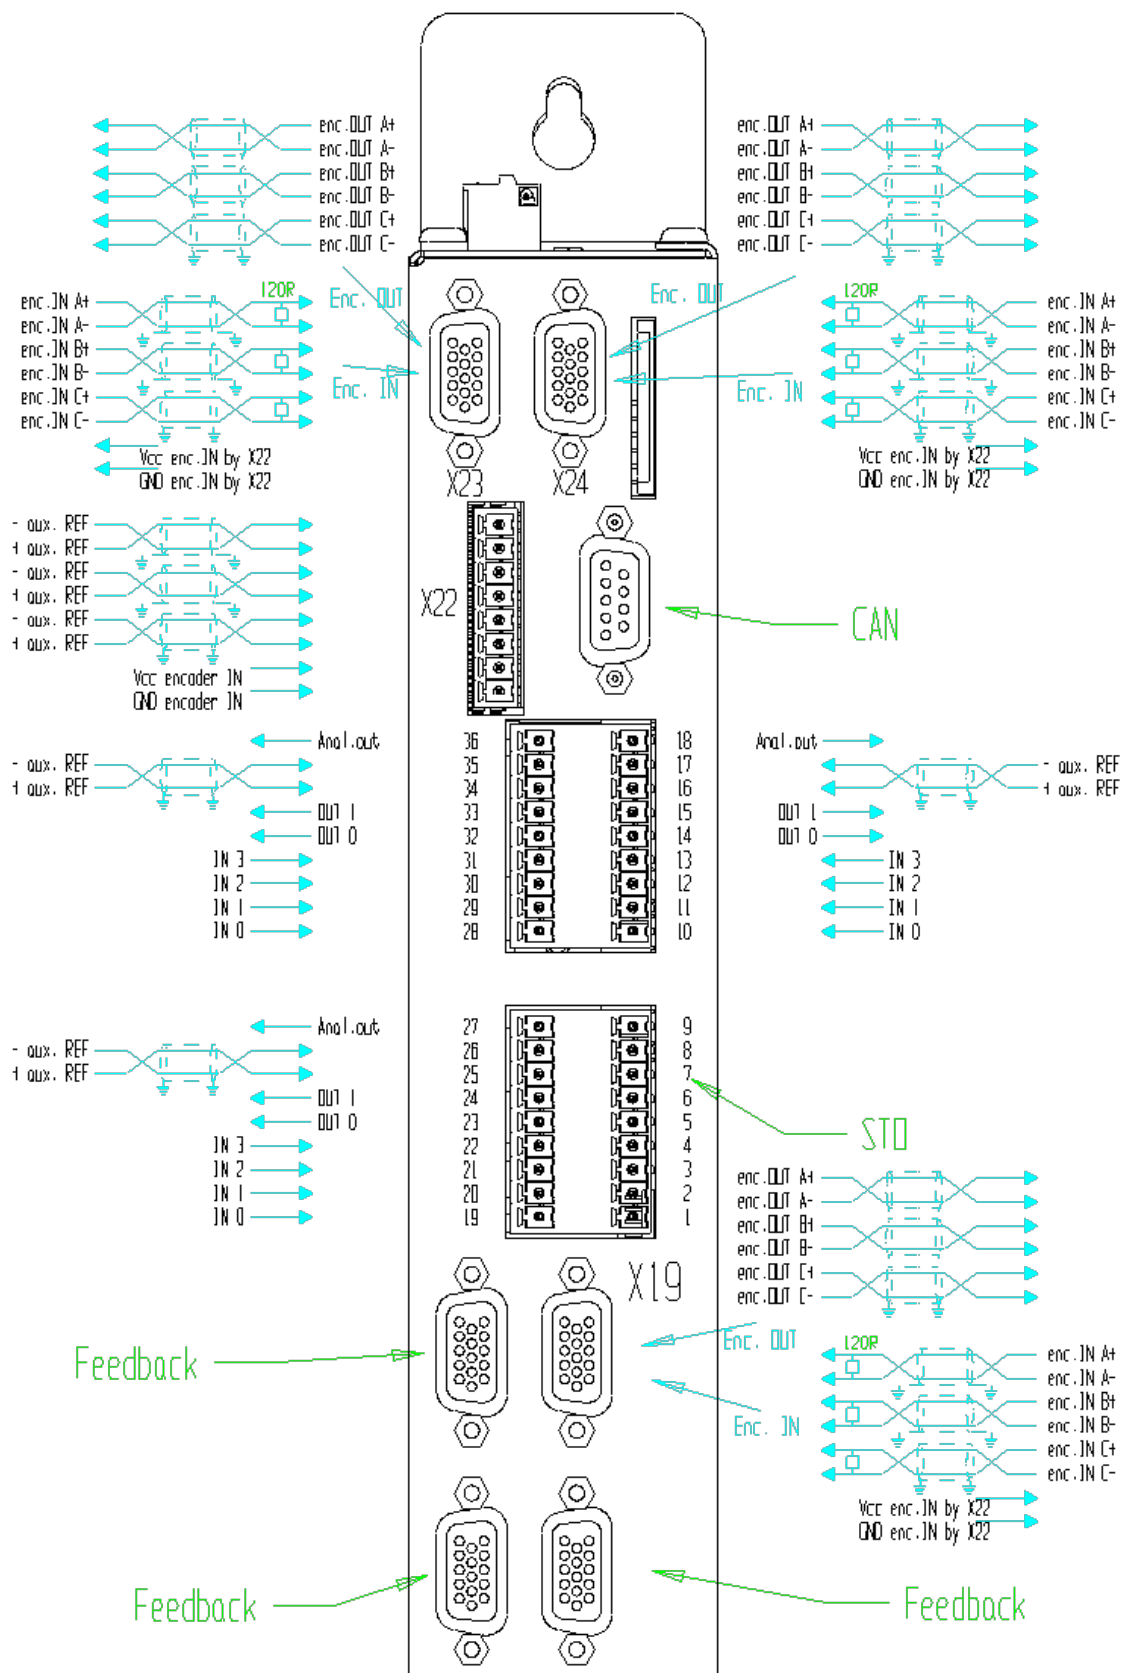 enc.OUT A+ enc.OUT A+
enc.OUT A- enc.OUT A-
enc.OUT B+ enc.OUT B+
enc.OUT B- enc.OUT B-
enc.OUT C+ enc.OUT C+
enc.OUT C- enc.OUT C-
120R Enc. OUT Enc. OUT 120R
enc.IN A+ enc.IN A+
enc.IN A- enc.IN A-
enc.IN B+ enc.IN B+
enc.IN B- Enc. IN Enc. IN enc.IN B-
enc.IN C+ enc.IN C+
enc.IN C- enc.IN C-
Vcc enc.IN by X22 Vcc enc.IN by X22
GND enc.IN by X22 X23 X24 GND enc.IN by X22
- aux. REF
+ aux. REF
- aux. REF
+ aux. REF X22
- aux. REF CAN
+ aux. REF
Vcc encoder IN
GND encoder IN
Anal.out 36 18 Anal.out
- aux. REF 35 17 - aux. REF
+ aux. REF 34 16 + aux. REF
OUT 1 33 15 OUT 1
OUT 0 32 14 OUT 0
IN 3 31 13 IN 3
IN 2 30 12 IN 2
IN 1 29 11 IN 1
IN 0 28 10 IN 0
Anal.out 27 9
- aux. REF 26 8
+ aux. REF 25 7
OUT 1 24 6
OUT 0 23 5 STO
IN 3 22 4
IN 2 21 3 enc.OUT A+
IN 1 20 2 enc.OUT A-
IN 0 19 1 enc.OUT B+
enc.OUT B-
X19 enc.OUT C+
enc.OUT C-
Enc. OUT 120R
Feedback enc.IN A+
enc.IN A-
enc.IN B+
Enc. IN enc.IN B-
enc.IN C+
enc.IN C-
Vcc enc.IN by X22
GND enc.IN by X22
Feedback Feedback